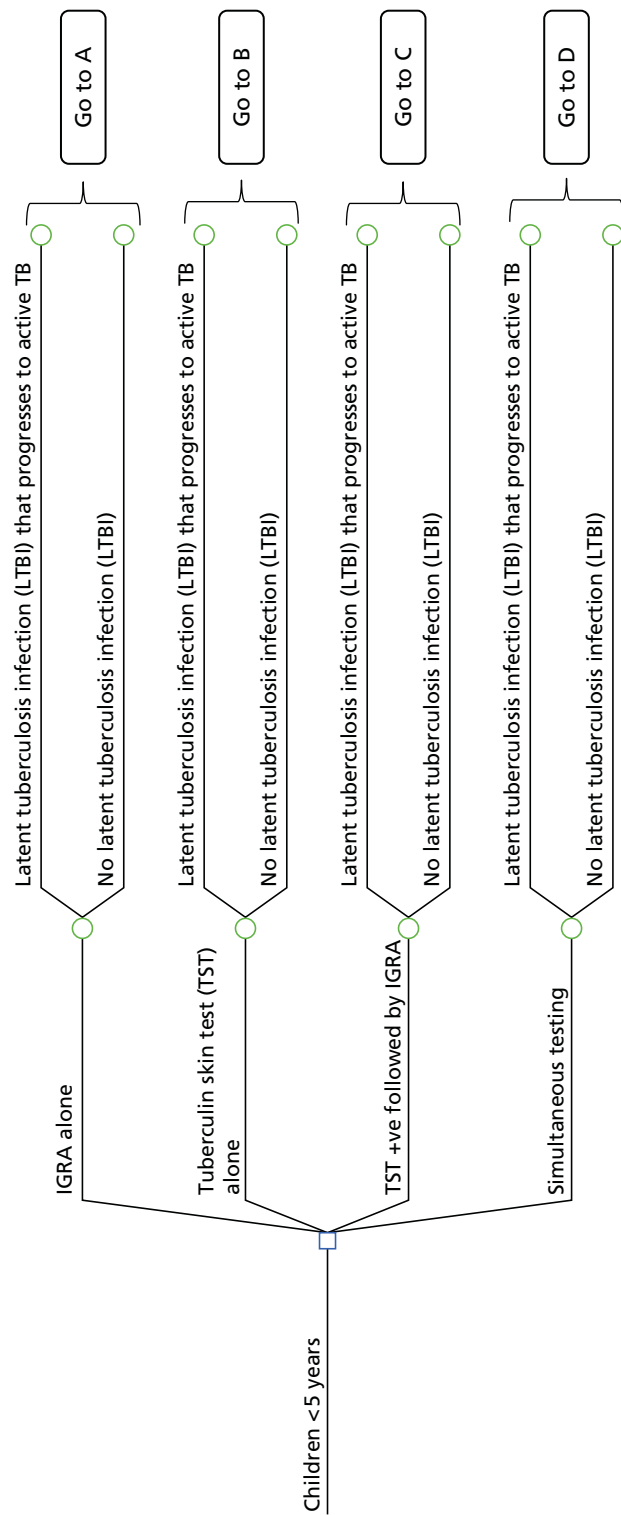 Children <5 years
IGRA alone
Latent tuberculosis infection (LTBI) that progresses to active TB
No latent tuberculosis infection (LTBI)
Go to A
Tuberculin skin test (TST)
alone
Latent tuberculosis infection (LTBI) that progresses to active TB
No latent tuberculosis infection (LTBI)
Go to B
TST +ve followed by IGRA
Latent tuberculosis infection (LTBI) that progresses to active TB
No latent tuberculosis infection (LTBI)
Go to C
Simultaneous testing
Latent tuberculosis infection (LTBI) that progresses to active TB
No latent tuberculosis infection (LTBI)
Go to D